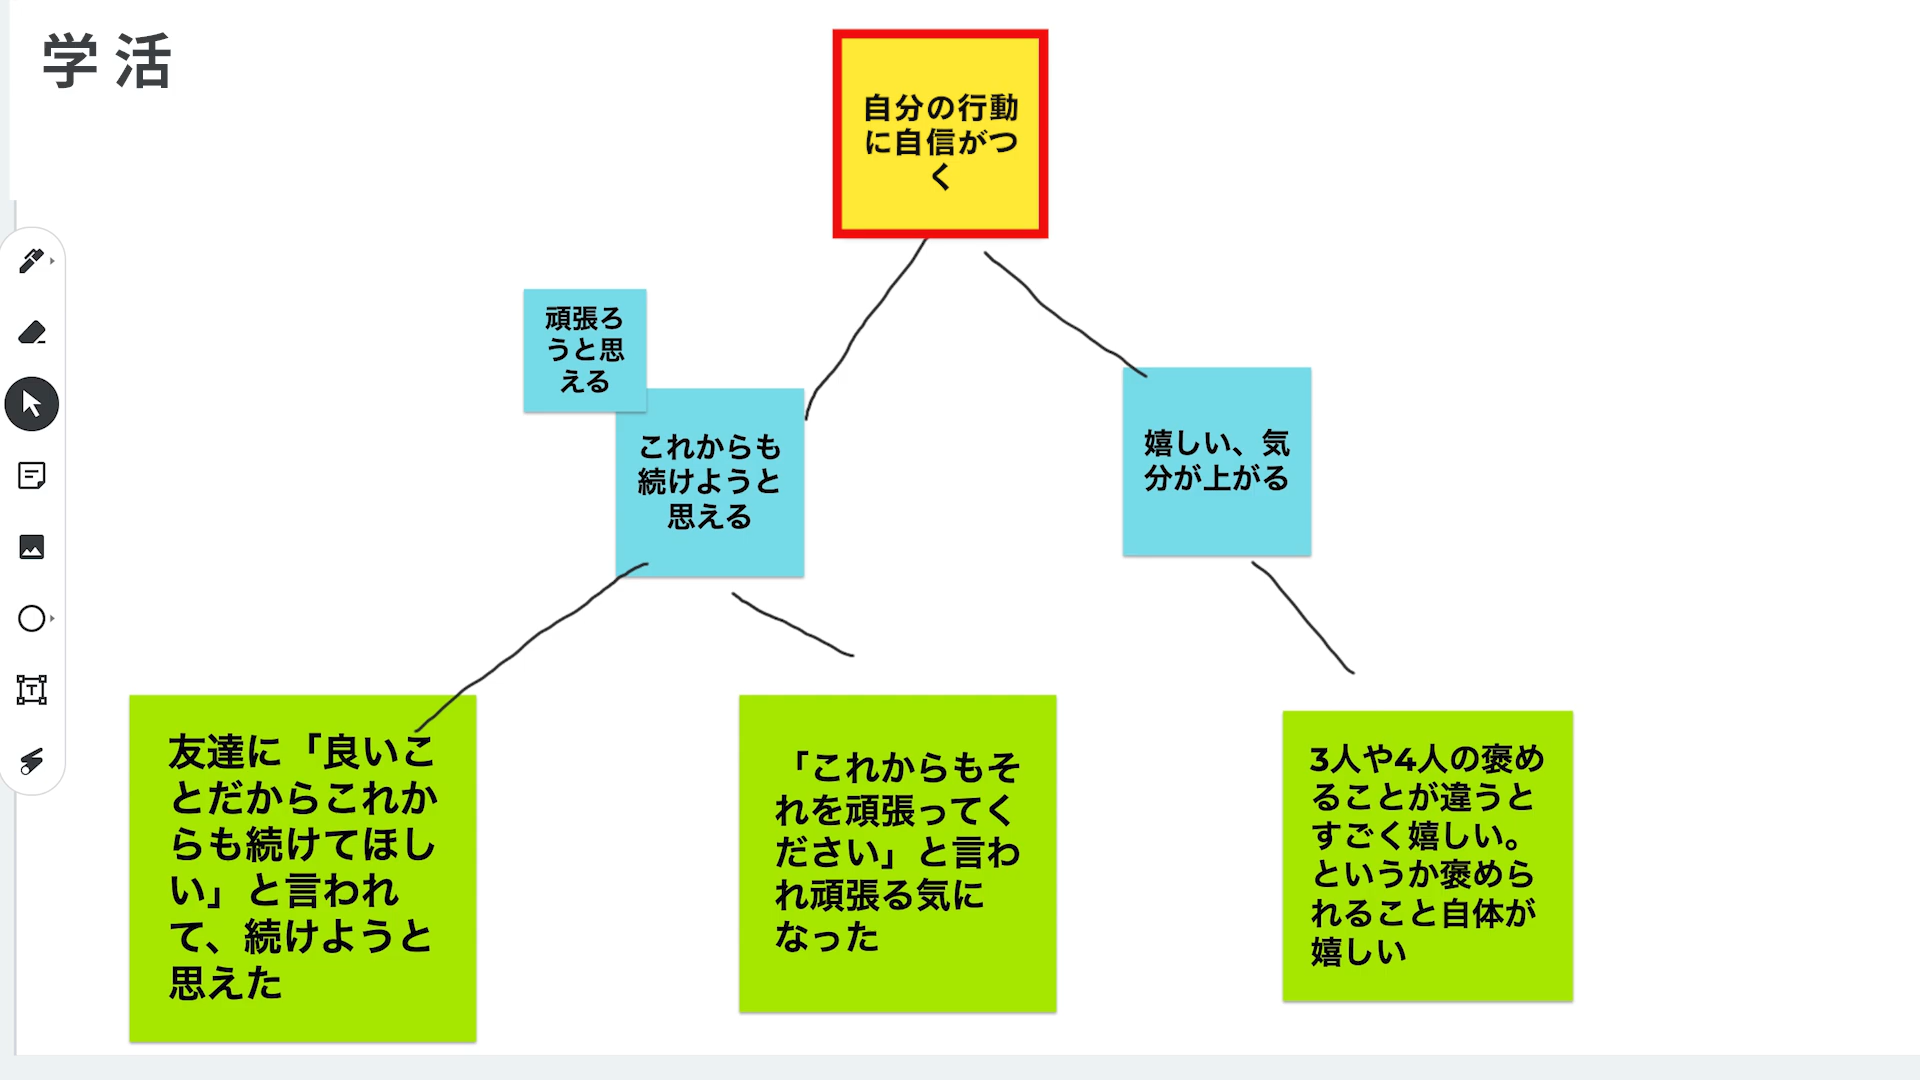 学活
自分の行動
に自信がつ
く
頑張ろ
うと思
える
これからも
続けようと
思える
嬉しい、気
分が上がる
友達に「良いこ
とだからこれか
らも続けてほし
い」と言われ
て、続けようと
思えた
「これからもそ
れを頑張ってく
ださい」と言わ
れ頑張る気に
なった
3人や4人の褒め
ることが違うと
すごく嬉しい。
というか褒めら
れること自体が
嬉しい